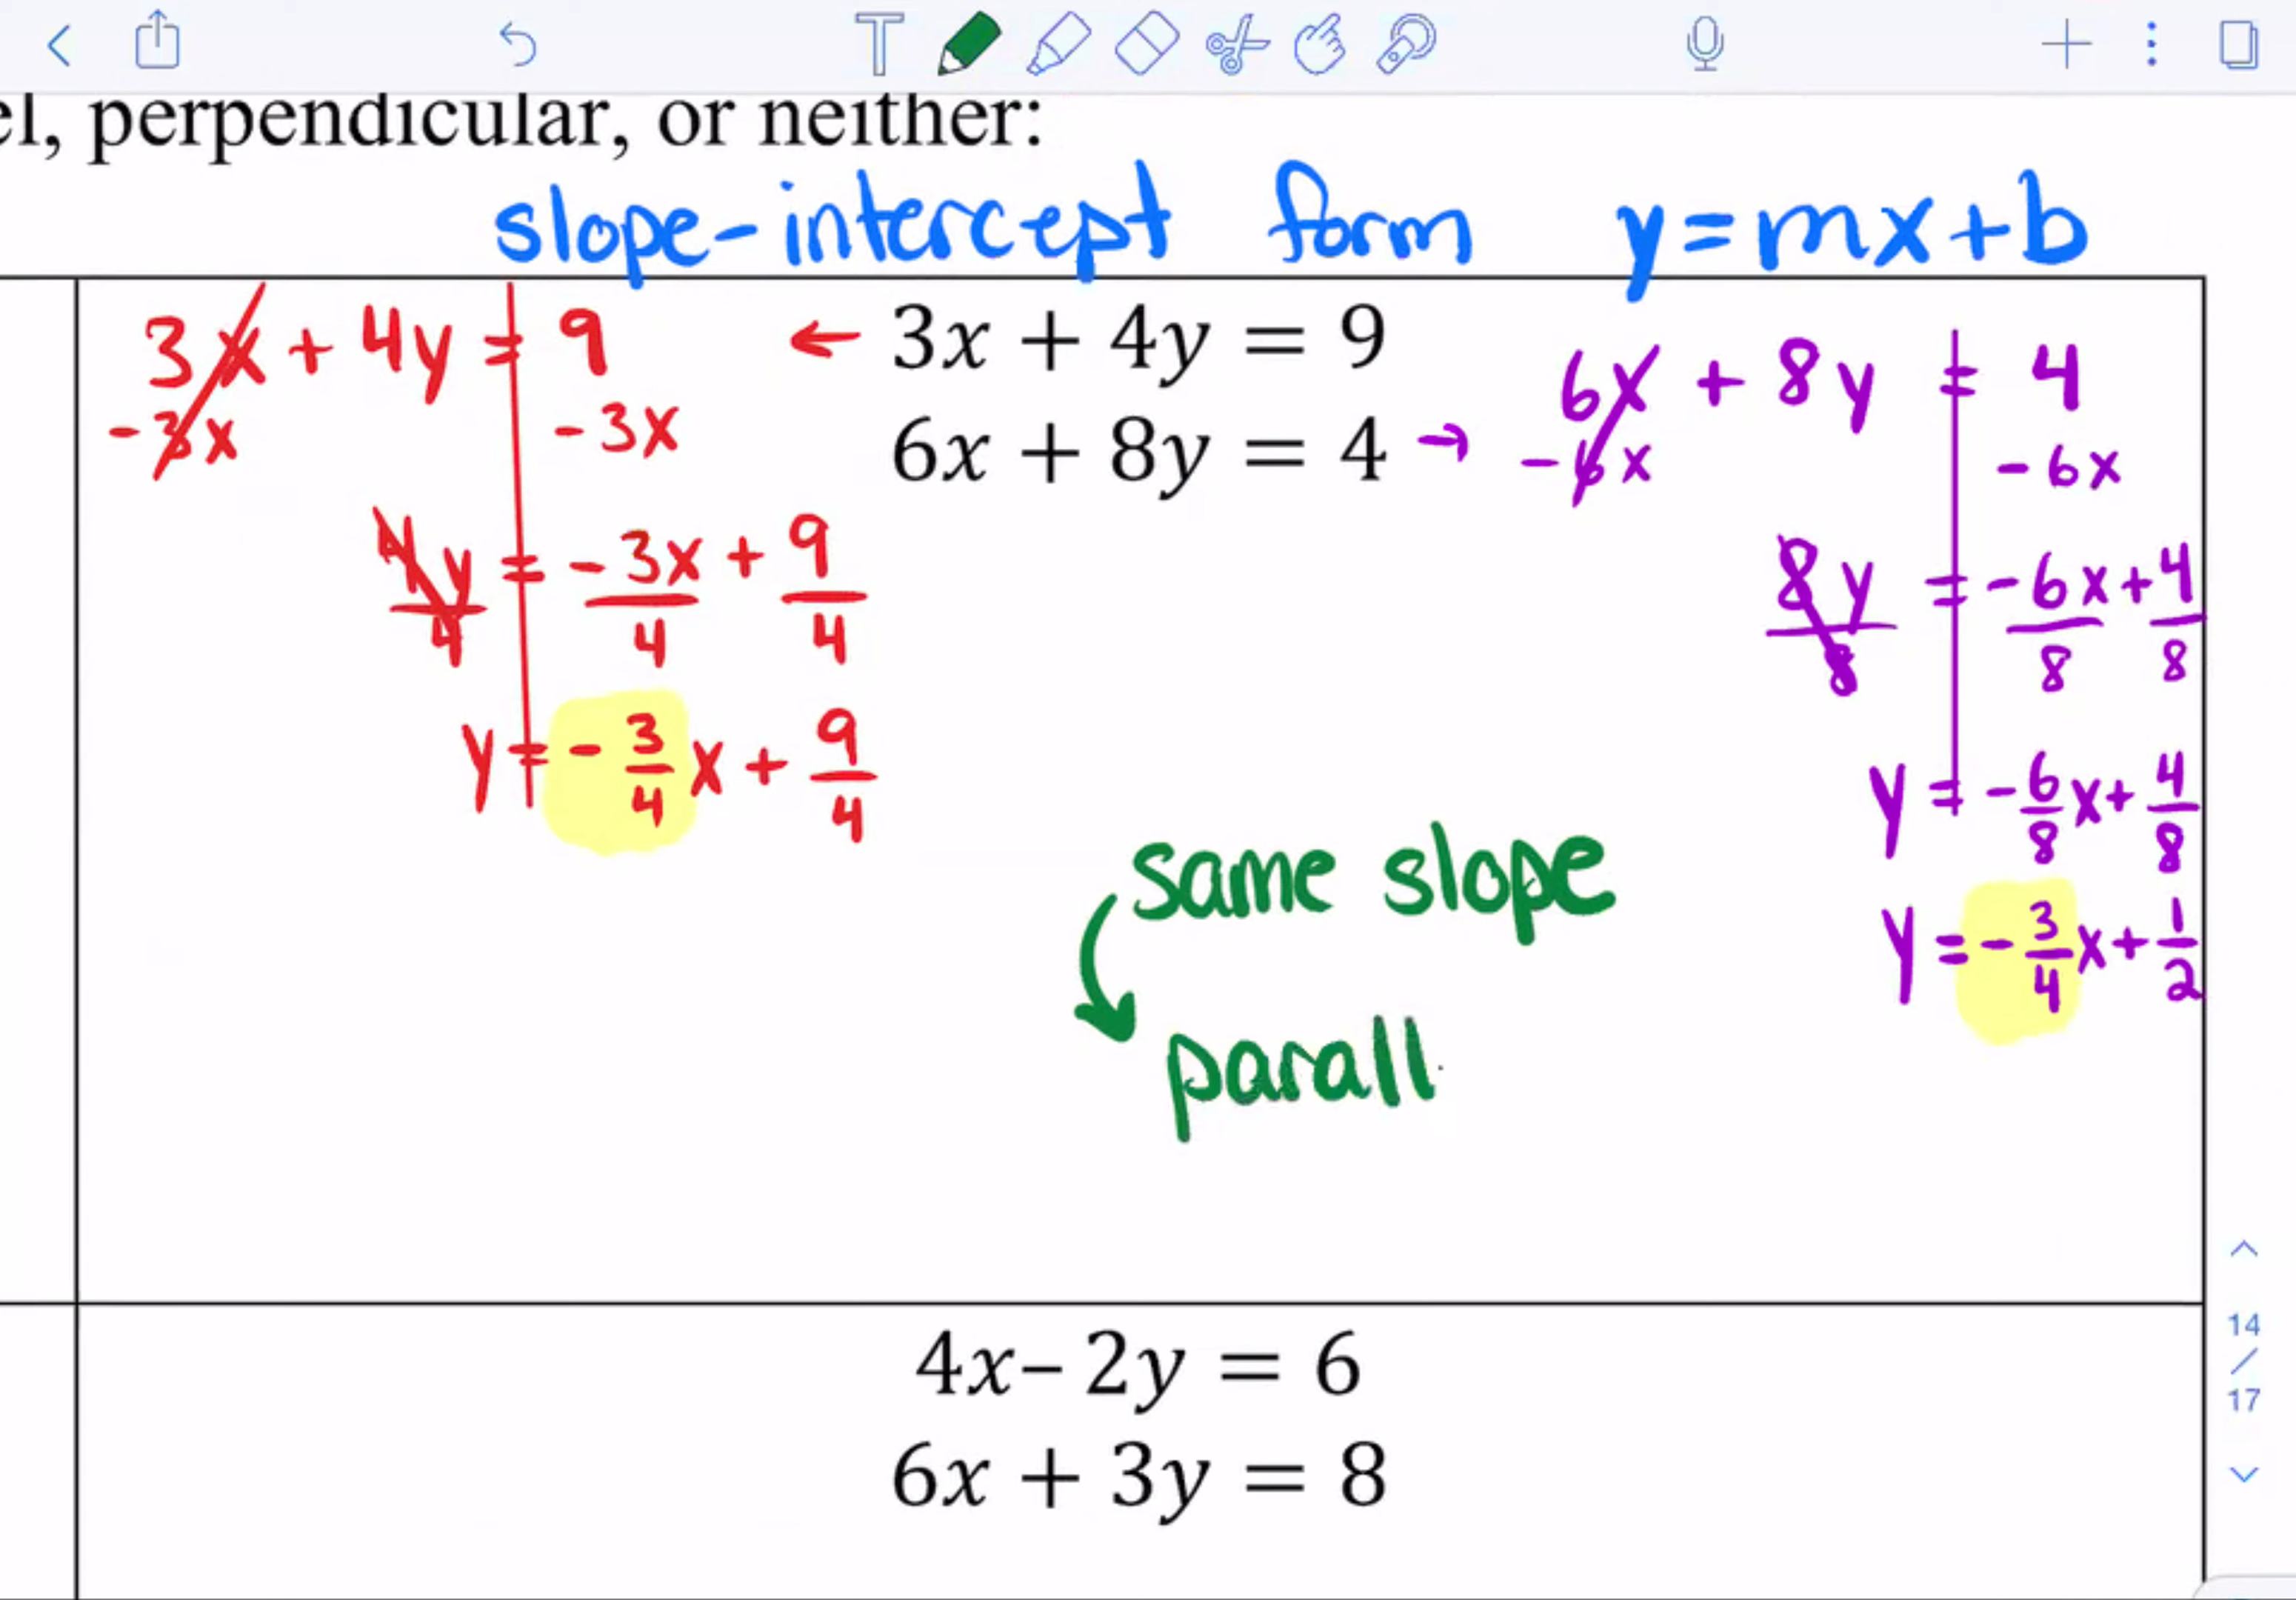 el, perpendicular, or neither:
slope-intercept form y=mx+b
3x + 4y = 9
-3x -3x
4y = -3x + 9
4 4 4
y = -3/4 x + 9/4
← 3x + 4y = 9
6x + 8y = 4 →
6x + 8y = 4
-6x -6x
8y = -6x + 4
8 8 8
y = -6/8 x + 4/8
y = -3/4 x + 1/2
same slope
parall
4x– 2y = 6
6x + 3y = 8
14
/
17